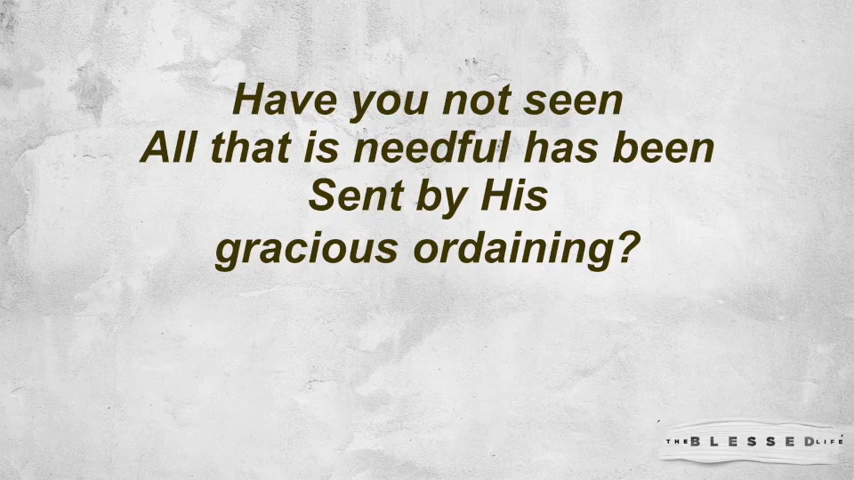 Have you not seen
All that is needful has been
Sent by His
gracious ordaining?
THE BLESSED LIFE